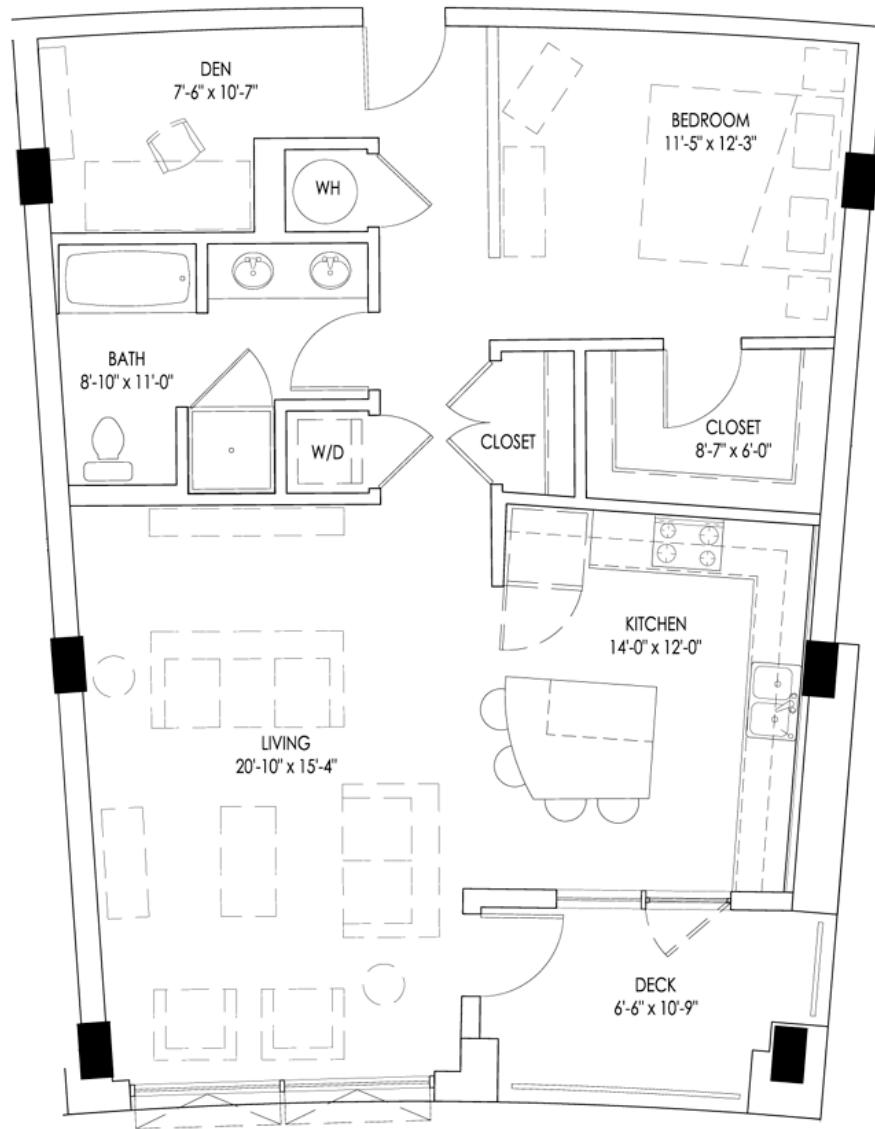 DEN
7'-6" x 10'-7"
BEDROOM
11'-5" x 12'-3"
WH
BATH
8'-10" x 11'-0"
W/D
CLOSET
CLOSET
8'-7" x 6'-0"
KITCHEN
14'-0" x 12'-0"
LIVING
20'-10" x 15'-4"
DECK
6'-6" x 10'-9"